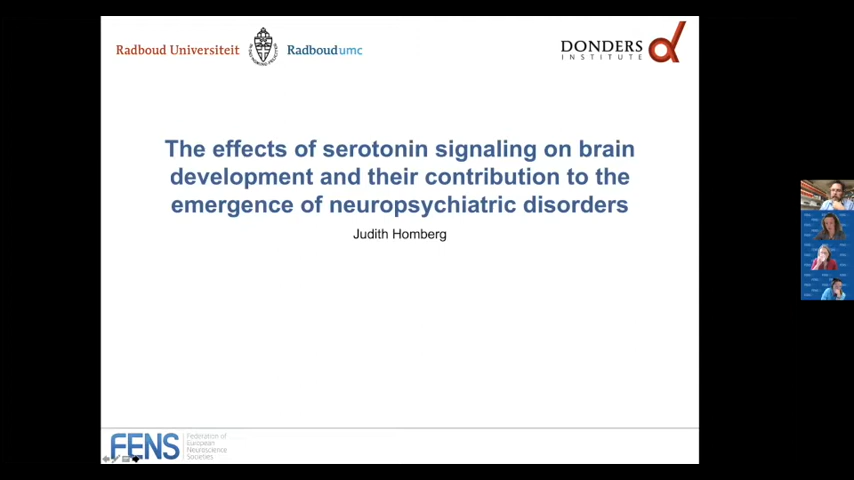 Radboud Universiteit
Radboudumc
DONDERS
INSTITUTE
The effects of serotonin signaling on brain
development and their contribution to the
emergence of neuropsychiatric disorders
Judith Homberg
FENS
Federation of
European
Neuroscience
Societies